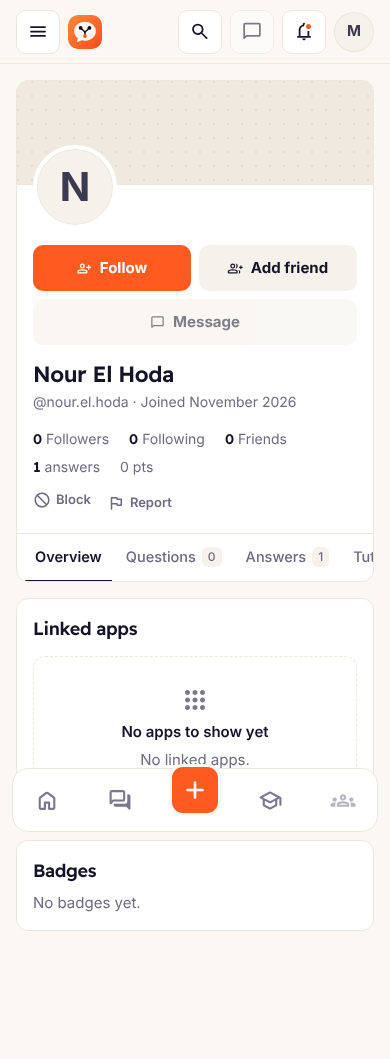 M
N
Follow
Add friend
Message
Nour El Hoda
@nour.el.hoda · Joined November 2026
0 Followers 0 Following 0 Friends
1 answers 0 pts
Block Report
Overview Questions 0 Answers 1 Tut
Linked apps
No apps to show yet
No linked apps.
Badges
No badges yet.